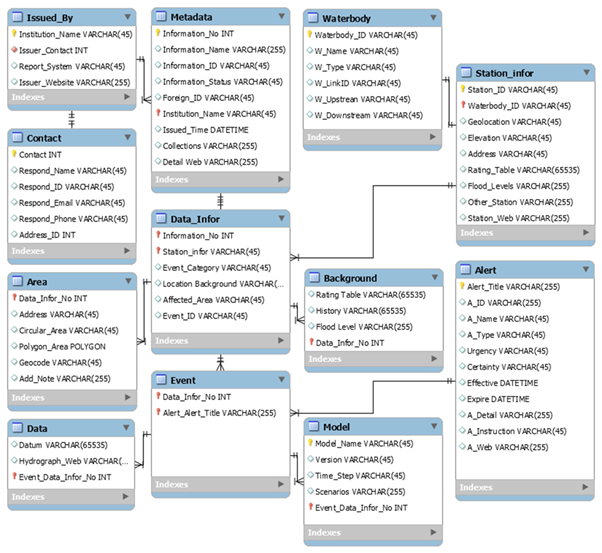 Issued_By
Institution_Name VARCHAR(45)
Issuer_Contact INT
Report_System VARCHAR(45)
Issuer_Website VARCHAR(255)
Indexes
Contact
Contact INT
Respond_Name VARCHAR(45)
Respond_ID VARCHAR(45)
Respond_Email VARCHAR(45)
Respond_Phone VARCHAR(45)
Address_ID INT
Indexes
Area
Data_Infor_No INT
Address VARCHAR(45)
Circular_Area VARCHAR(45)
Polygon_Area POLYGON
Geocode VARCHAR(45)
Add_Note VARCHAR(255)
Indexes
Data
Datum VARCHAR(65535)
Hydrograph_Web VARCHAR(...
Event_Data_Infor_No INT
Indexes
Metadata
Information_No INT
Information_Name VARCHAR(255)
Information_ID VARCHAR(45)
Information_Status VARCHAR(45)
Foreign_ID VARCHAR(45)
Institution_Name VARCHAR(45)
Issued_Time DATETIME
Collections VARCHAR(255)
Detail Web VARCHAR(255)
Indexes
Data_Infor
Information_No INT
Station_infor VARCHAR(45)
Event_Category VARCHAR(45)
Location Background VARCHAR(...
Affected_Area VARCHAR(45)
Event_ID VARCHAR(45)
Indexes
Event
Data_Infor_No INT
Alert_Alert_Title VARCHAR(255)
Indexes
Waterbody
Waterbody_ID VARCHAR(45)
W_Name VARCHAR(45)
W_Type VARCHAR(45)
W_LinkID VARCHAR(45)
W_Upstrean VARCHAR(45)
W_Downstream VARCHAR(45)
Indexes
Background
Rating Table VARCHAR(65535)
History VARCHAR(65535)
Flood Level VARCHAR(255)
Data_Infor_No INT
Indexes
Model
Model_Name VARCHAR(45)
Version VARCHAR(45)
Time_Step VARCHAR(45)
Scenarios VARCHAR(255)
Event_Data_Infor_No INT
Indexes
Station_infor
Station_ID VARCHAR(45)
Waterbody_ID VARCHAR(45)
Geolocation VARCHAR(45)
Elevation VARCHAR(45)
Address VARCHAR(45)
Rating_Table VARCHAR(65535)
Flood_Levels VARCHAR(255)
Other_Station VARCHAR(255)
Station_Web VARCHAR(255)
Indexes
Alert
Alert_Title VARCHAR(255)
A_ID VARCHAR(255)
A_Name VARCHAR(45)
A_Type VARCHAR(45)
Urgency VARCHAR(45)
Certainty VARCHAR(45)
Effective DATETIME
Expire DATETIME
A_Detail VARCHAR(255)
A_Instruction VARCHAR(45)
A_Web VARCHAR(255)
Indexes